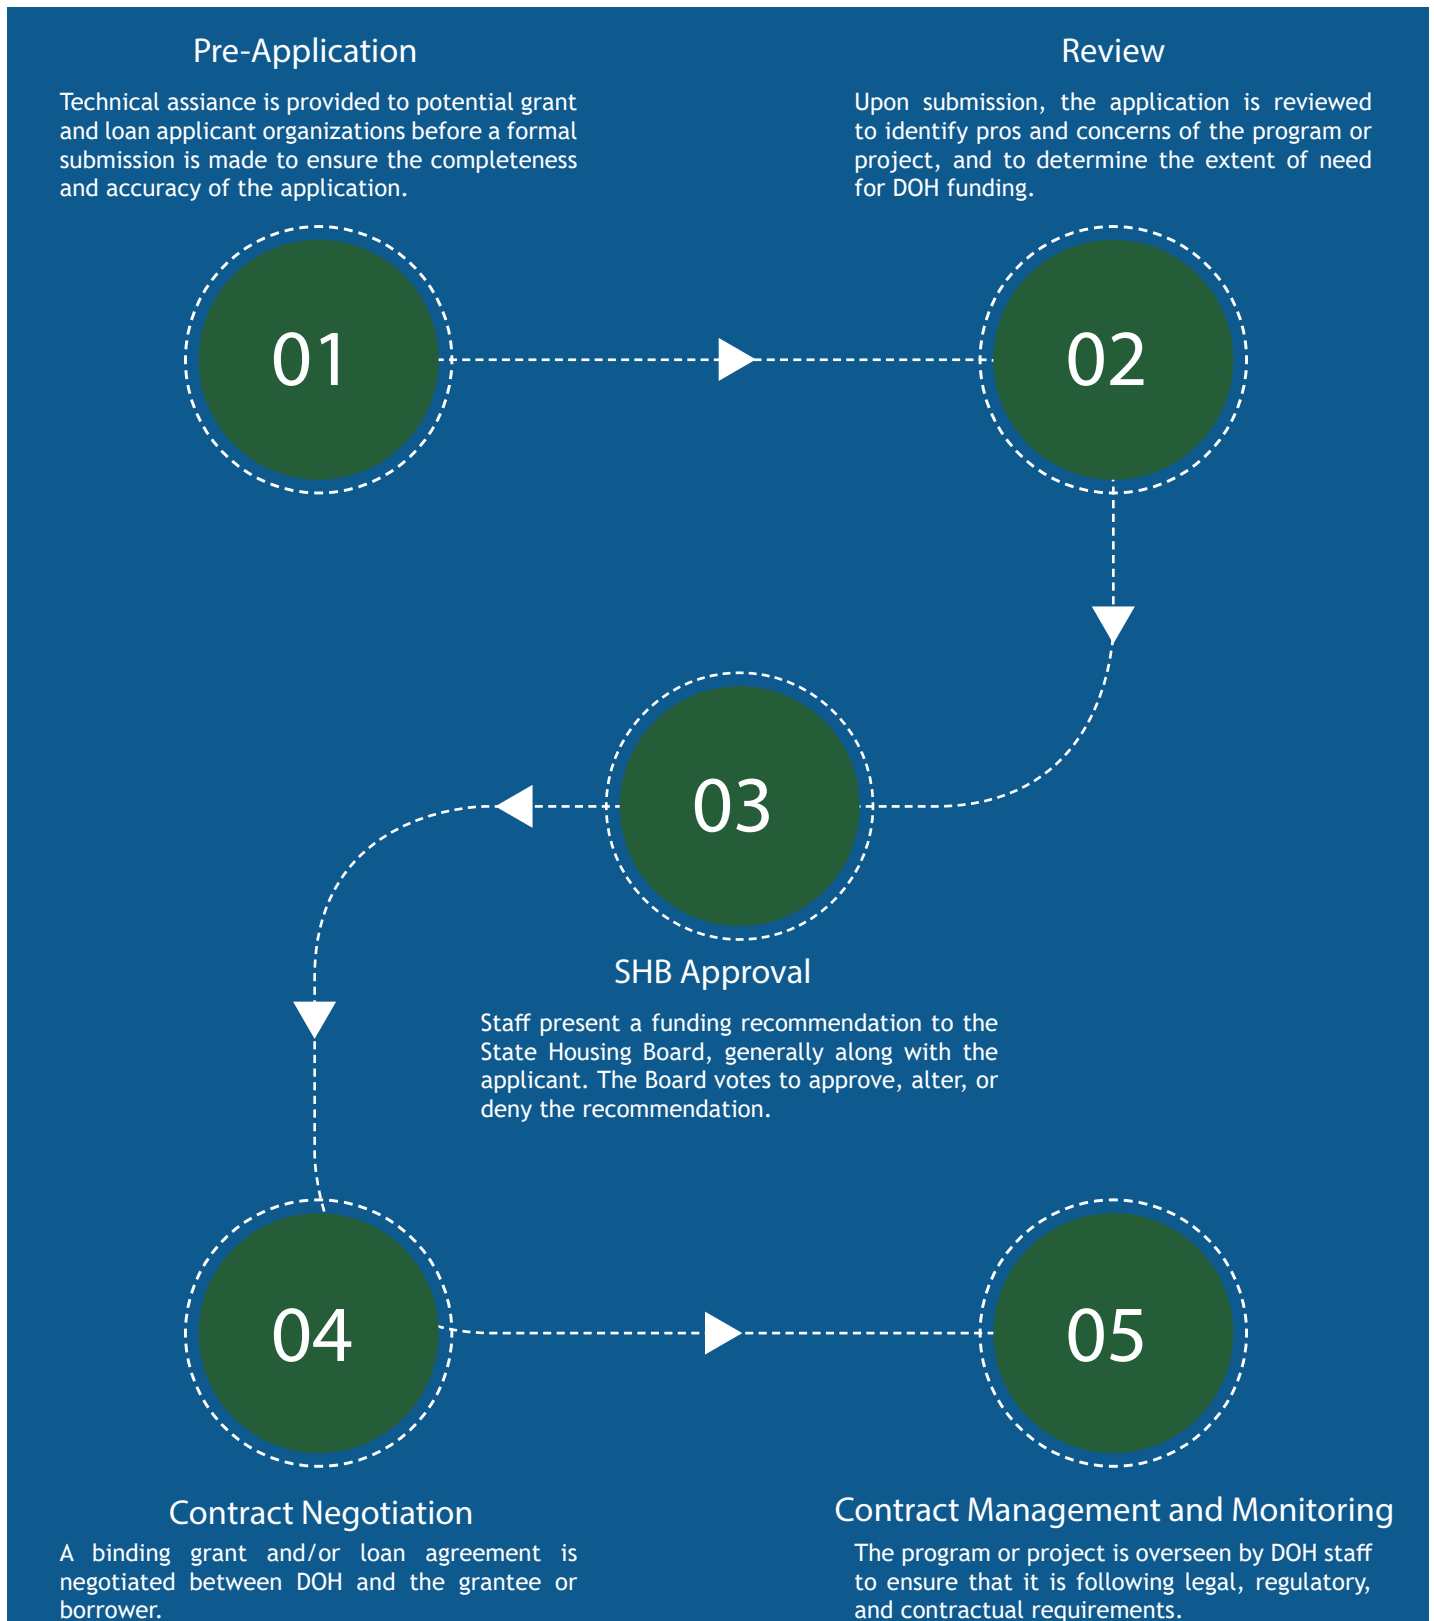 Pre-Application
Technical assiance is provided to potential grant
and loan applicant organizations before a formal
submission is made to ensure the completeness
and accuracy of the application.
01
Review
Upon submission, the application is reviewed
to identify pros and concerns of the program or
project, and to determine the extent of need
for DOH funding.
02
03
SHB Approval
Staff present a funding recommendation to the
State Housing Board, generally along with the
applicant. The Board votes to approve, alter, or
deny the recommendation.
04
Contract Negotiation
A binding grant and/or loan agreement is
negotiated between DOH and the grantee or
borrower.
05
Contract Management and Monitoring
The program or project is overseen by DOH staff
to ensure that it is following legal, regulatory,
and contractual requirements.